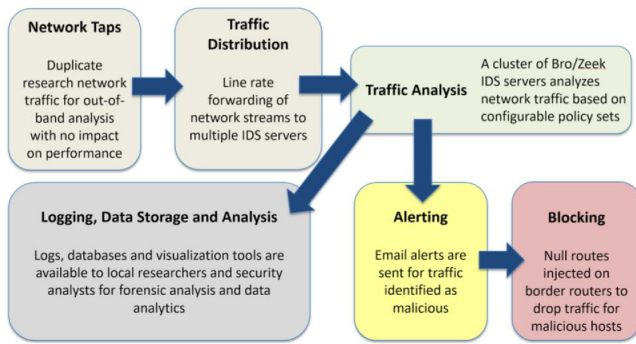 Network Taps
Duplicate
research network
traffic for out-of-
band analysis
with no impact
on performance
Traffic
Distribution
Line rate
forwarding of
network streams to
multiple IDS servers
Traffic Analysis
A cluster of Bro/Zeek
IDS servers analyzes
network traffic based on
configurable policy sets
Logging, Data Storage and Analysis
Logs, databases and visualization tools are
available to local researchers and security
analysts for forensic analysis and data
analytics
Alerting
Email alerts are
sent for traffic
identified as
malicious
Blocking
Null routes
injected on
border routers to
drop traffic for
malicious hosts